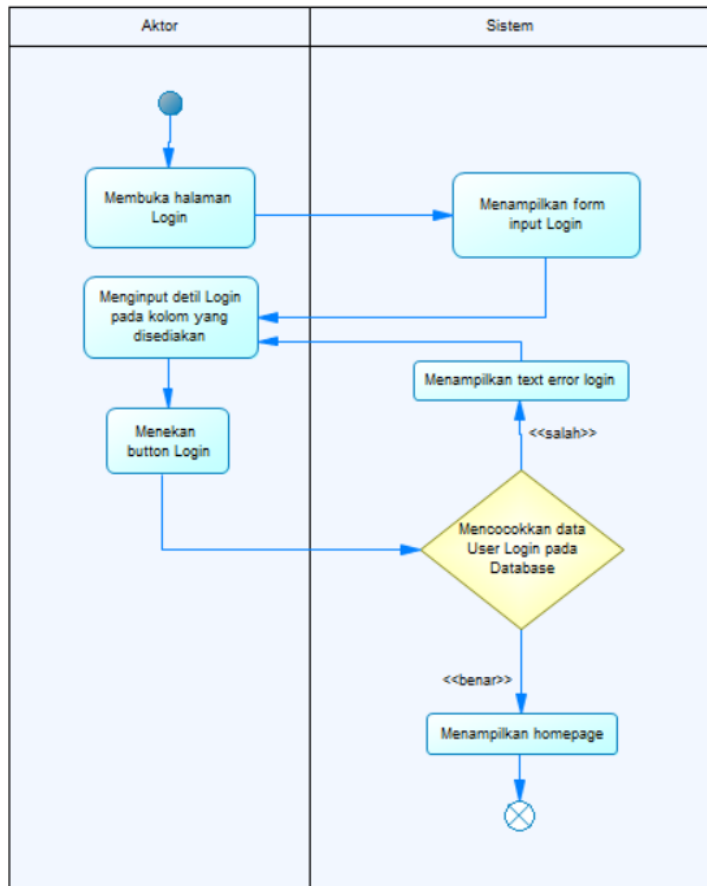 Aktor
Sistem
Membuka halaman
Login
Menampilkan form
input Login
Menginput detil Login
pada kolom yang
disediakan
Menampilkan text error login
Menekan
button Login
<<salah>>
Mencocokkan data
User Login pada
Database
<<benar>>
Menampilkan homepage